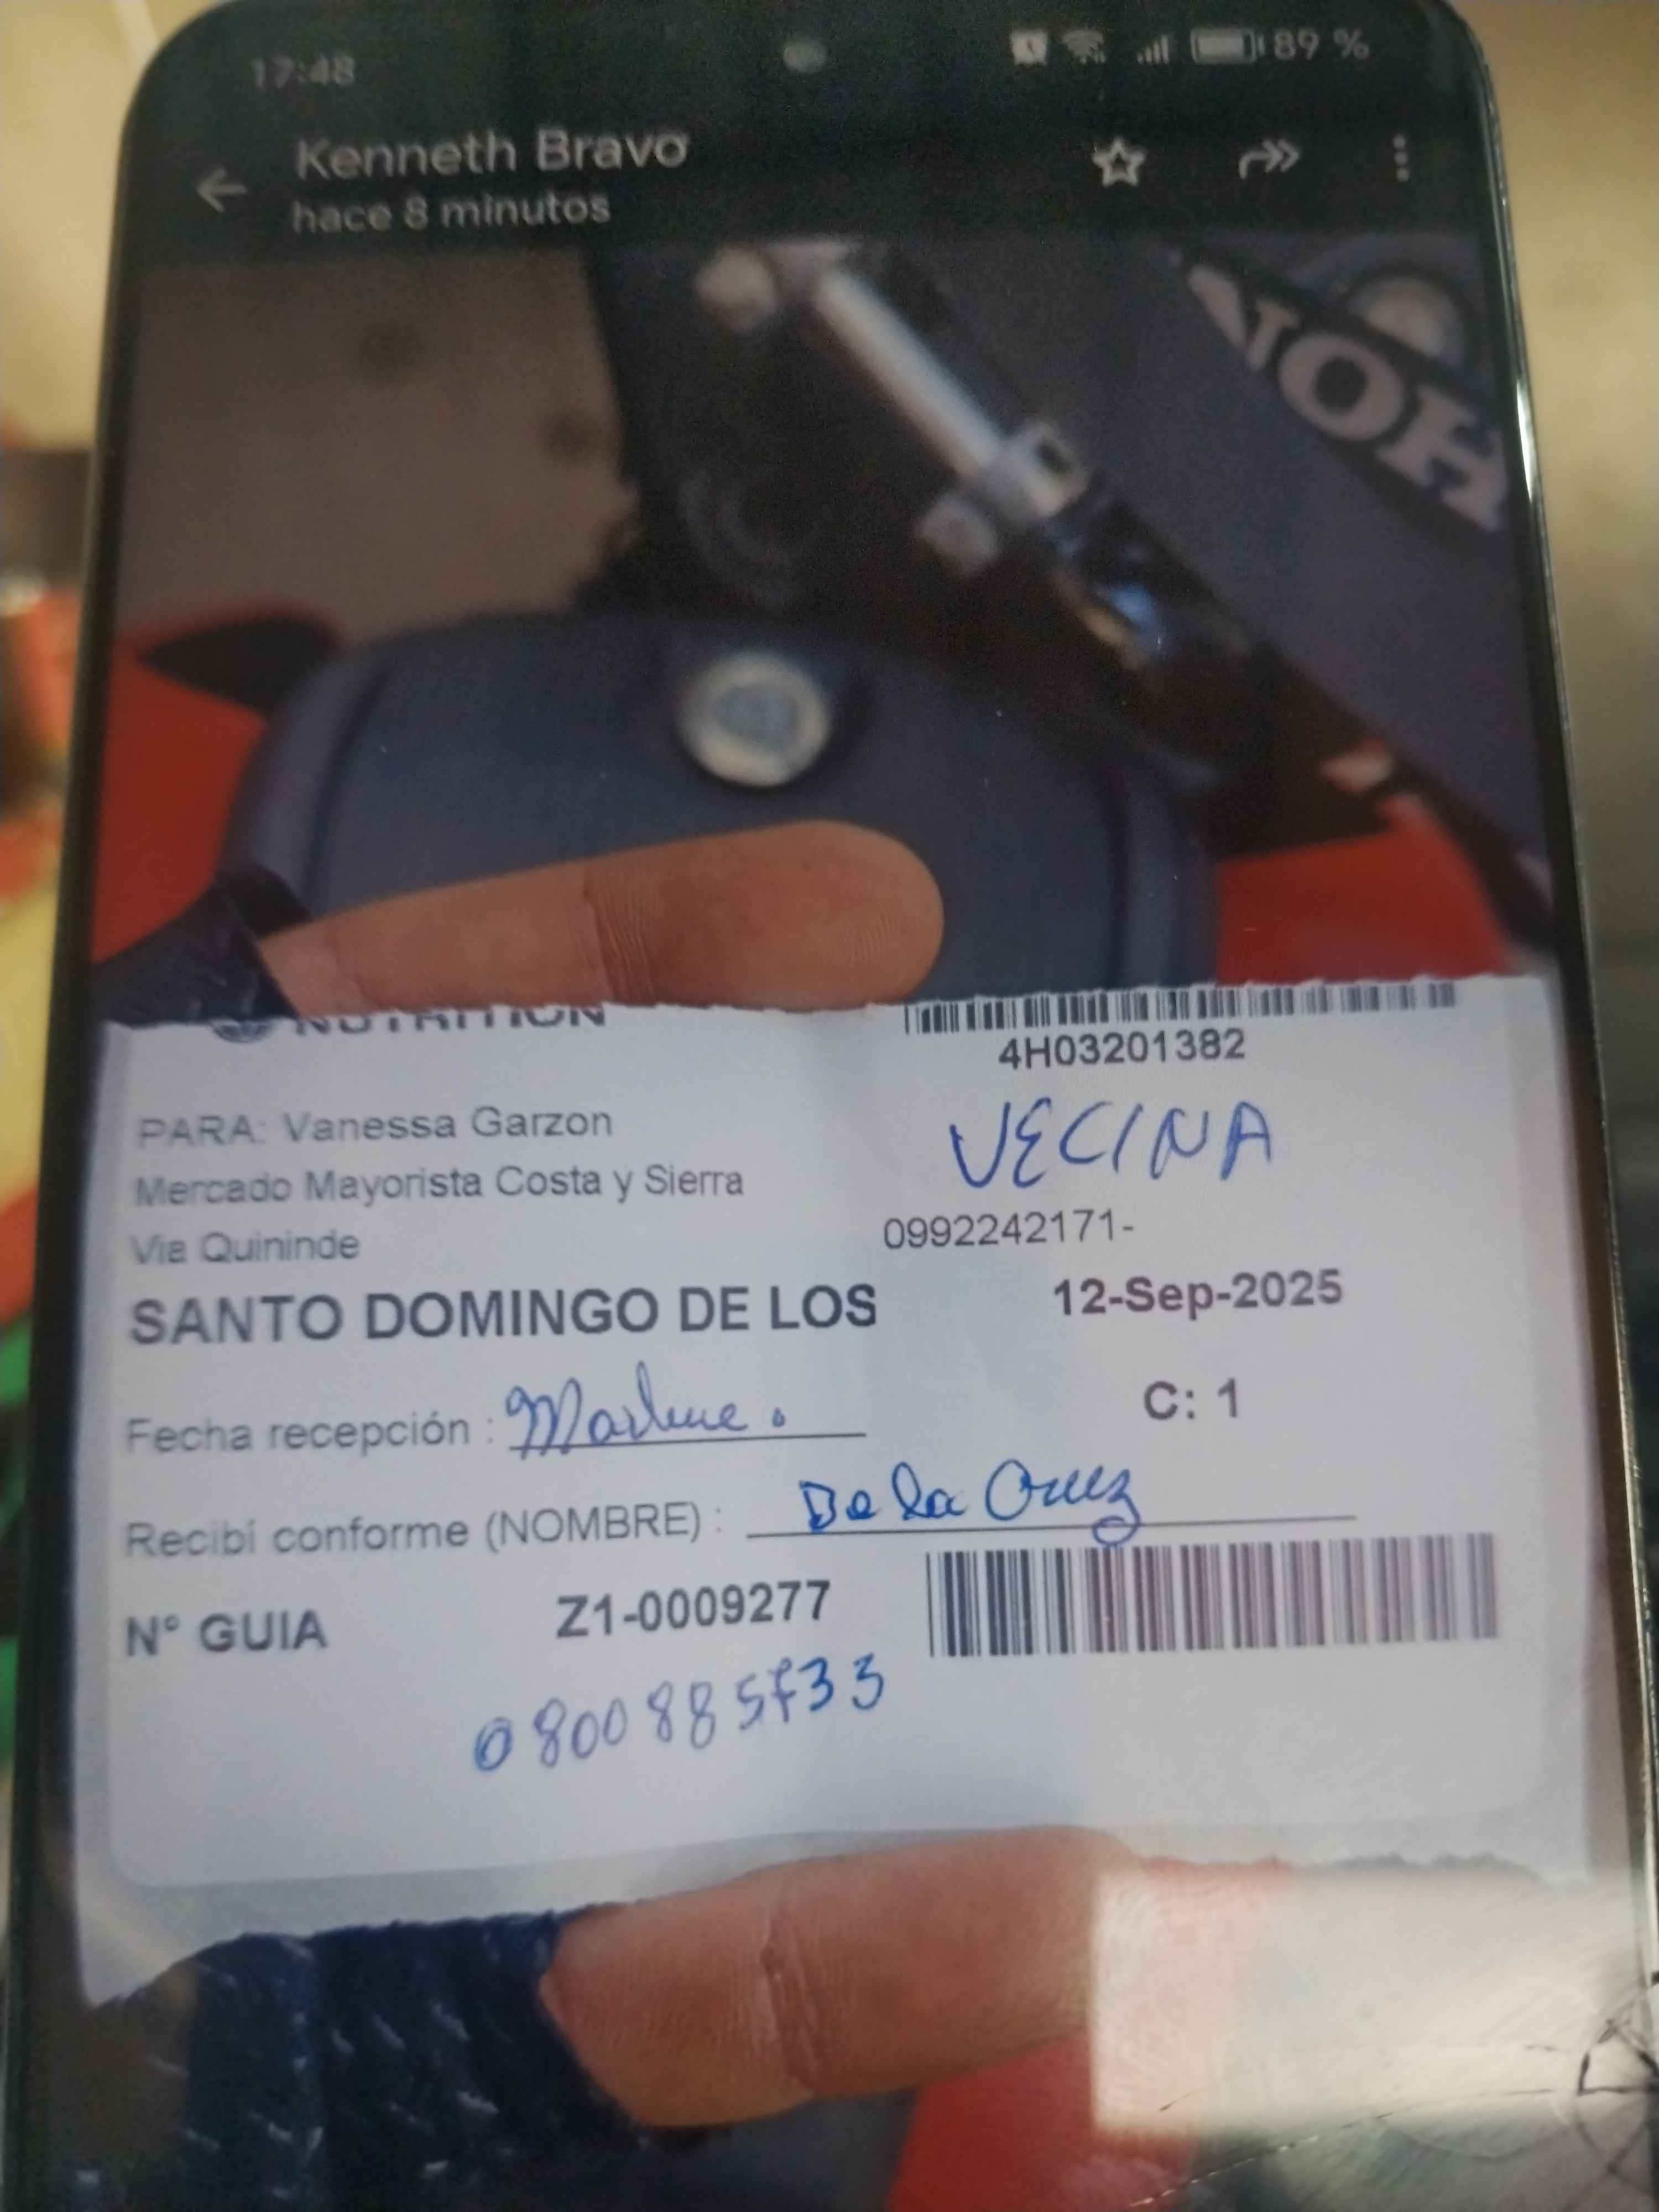 17:48
89 %
Kenneth Bravo
hace 8 minutos
HON
NUTRITION
4H03201382
PARA: Vanessa Garzon
VECINA
Mercado Mayorista Costa y Sierra
Via Quininde
0992242171-
SANTO DOMINGO DE LOS
12-Sep-2025
Fecha recepción : Marlene.
C: 1
Recibí conforme (NOMBRE) : De la Cruz
N° GUIA
Z1-0009277
0800885733